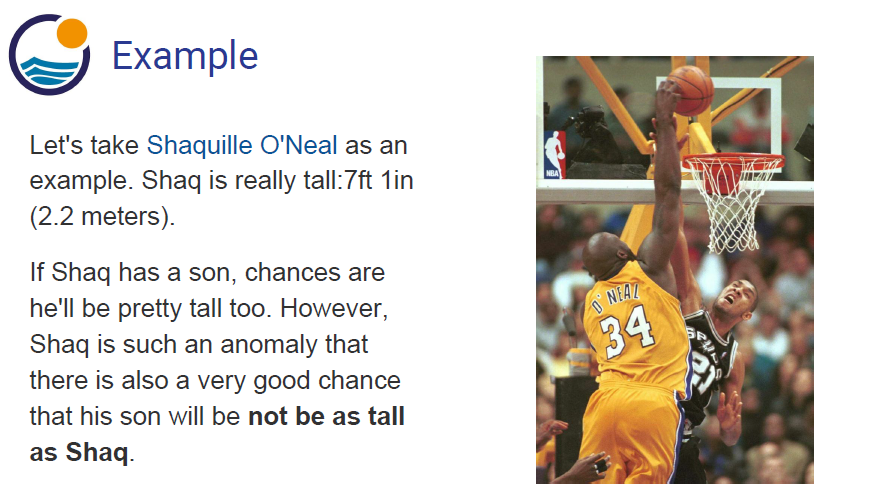 Example
Let's take Shaquille O'Neal as an
example. Shaq is really tall:7ft 1in
(2.2 meters).
If Shaq has a son, chances are
he'll be pretty tall too. However,
Shaq is such an anomaly that
there is also a very good chance
that his son will be not be as tall
as Shaq.
NBA
O'NEAL
34
SPURS
21